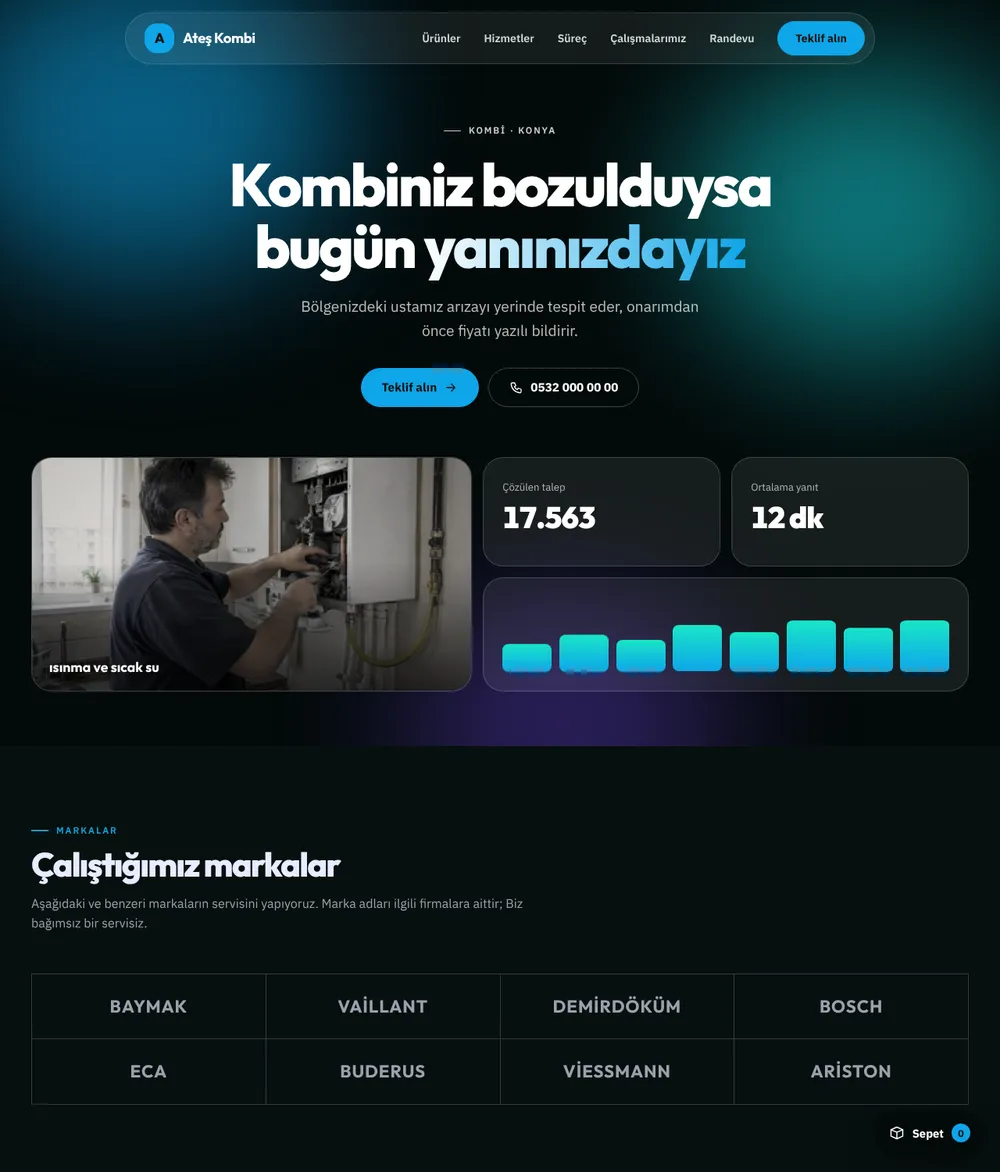 A Ateş Kombi Ürünler Hizmetler Süreç Çalışmalarımız Randevu Teklif alın
KOMBİ · KONYA
Kombiniz bozulduysa
bugün yanınızdayız
Bölgenizdeki ustamız arızayı yerinde tespit eder, onarımdan
önce fiyatı yazılı bildirir.
Teklif alın → 0532 000 00 00
Çözülen talep
17.563
Ortalama yanıt
12 dk
ısınma ve sıcak su
MARKALAR
Çalıştığımız markalar
Aşağıdaki ve benzeri markaların servisini yapıyoruz. Marka adları ilgili firmalara aittir; Biz
bağımsız bir servisiz.
BAYMAK VAİLLANT DEMİRDÖKÜM BOSCH
ECA BUDERUS VİESSMANN ARİSTON
Sepet 0